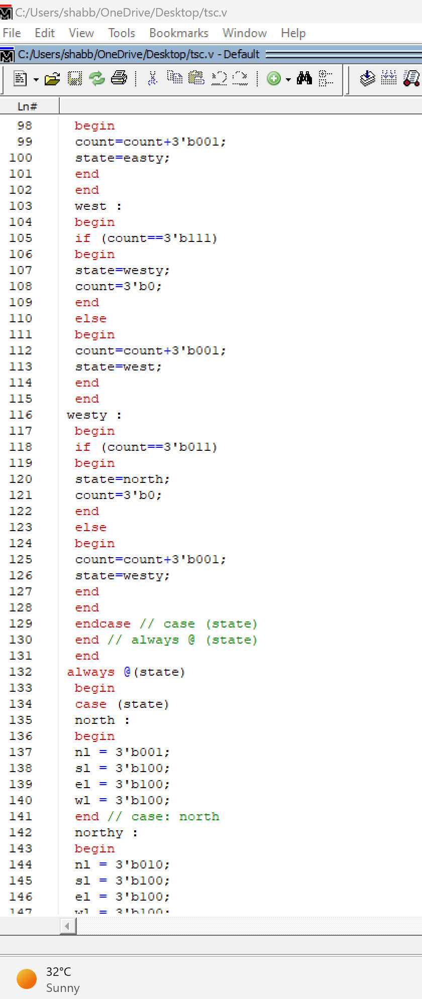 C:/Users/shabb/OneDrive/Desktop/tsc.v
File Edit View Tools Bookmarks Window Help
C:/Users/shabb/OneDrive/Desktop/tsc.v - Default
Ln#
98 begin
99 count=count+3'b001;
100 state=easty;
101 end
102 end
103 west :
104 begin
105 if (count==3'b111)
106 begin
107 state=westy;
108 count=3'b0;
109 end
110 else
111 begin
112 count=count+3'b001;
113 state=west;
114 end
115 end
116 westy :
117 begin
118 if (count==3'b011)
119 begin
120 state=north;
121 count=3'b0;
122 end
123 else
124 begin
125 count=count+3'b001;
126 state=westy;
127 end
128 end
129 endcase // case (state)
130 end // always @ (state)
131 end
132 always @(state)
133 begin
134 case (state)
135 north :
136 begin
137 nl = 3'b001;
138 sl = 3'b100;
139 el = 3'b100;
140 wl = 3'b100;
141 end // case: north
142 northy :
143 begin
144 nl = 3'b010;
145 sl = 3'b100;
146 el = 3'b100;
147 wl = 3'b100;
32°C
Sunny